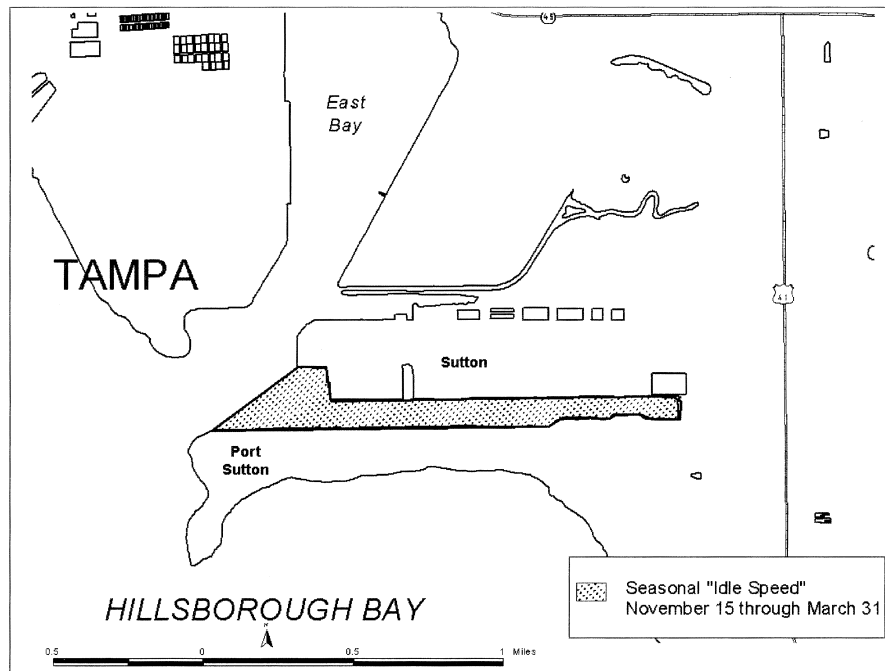 45
East
Bay
TAMPA
41
Sutton
Port
Sutton
Seasonal "Idle Speed"
November 15 through March 31
HILLSBOROUGH BAY
N
0.5 0 0.5 1 Miles